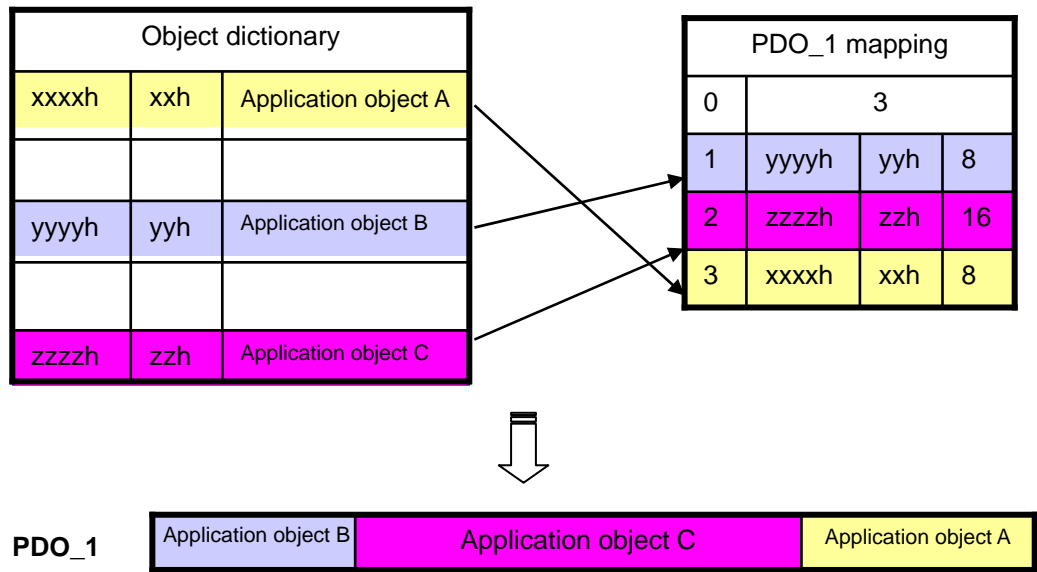 Object dictionary
xxxxh xxh Application object A
yyyyh yyh Application object B
zzzzh zzh Application object C
PDO_1 mapping
0 3
1 yyyyh yyh 8
2 zzzzh zzh 16
3 xxxxh xxh 8
PDO_1 Application object B Application object C Application object A